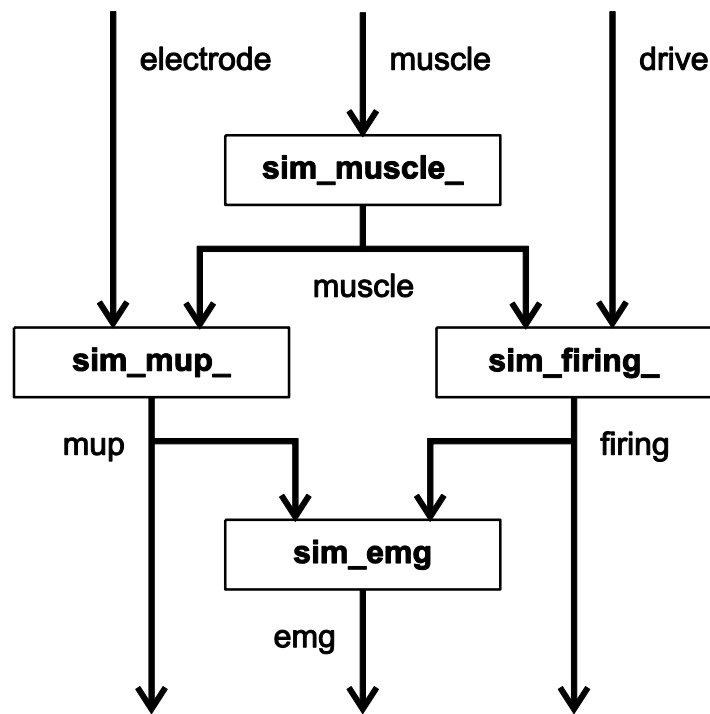 electrode
muscle
drive
sim_muscle_
muscle
sim_mup_
sim_firing_
mup
firing
sim_emg
emg